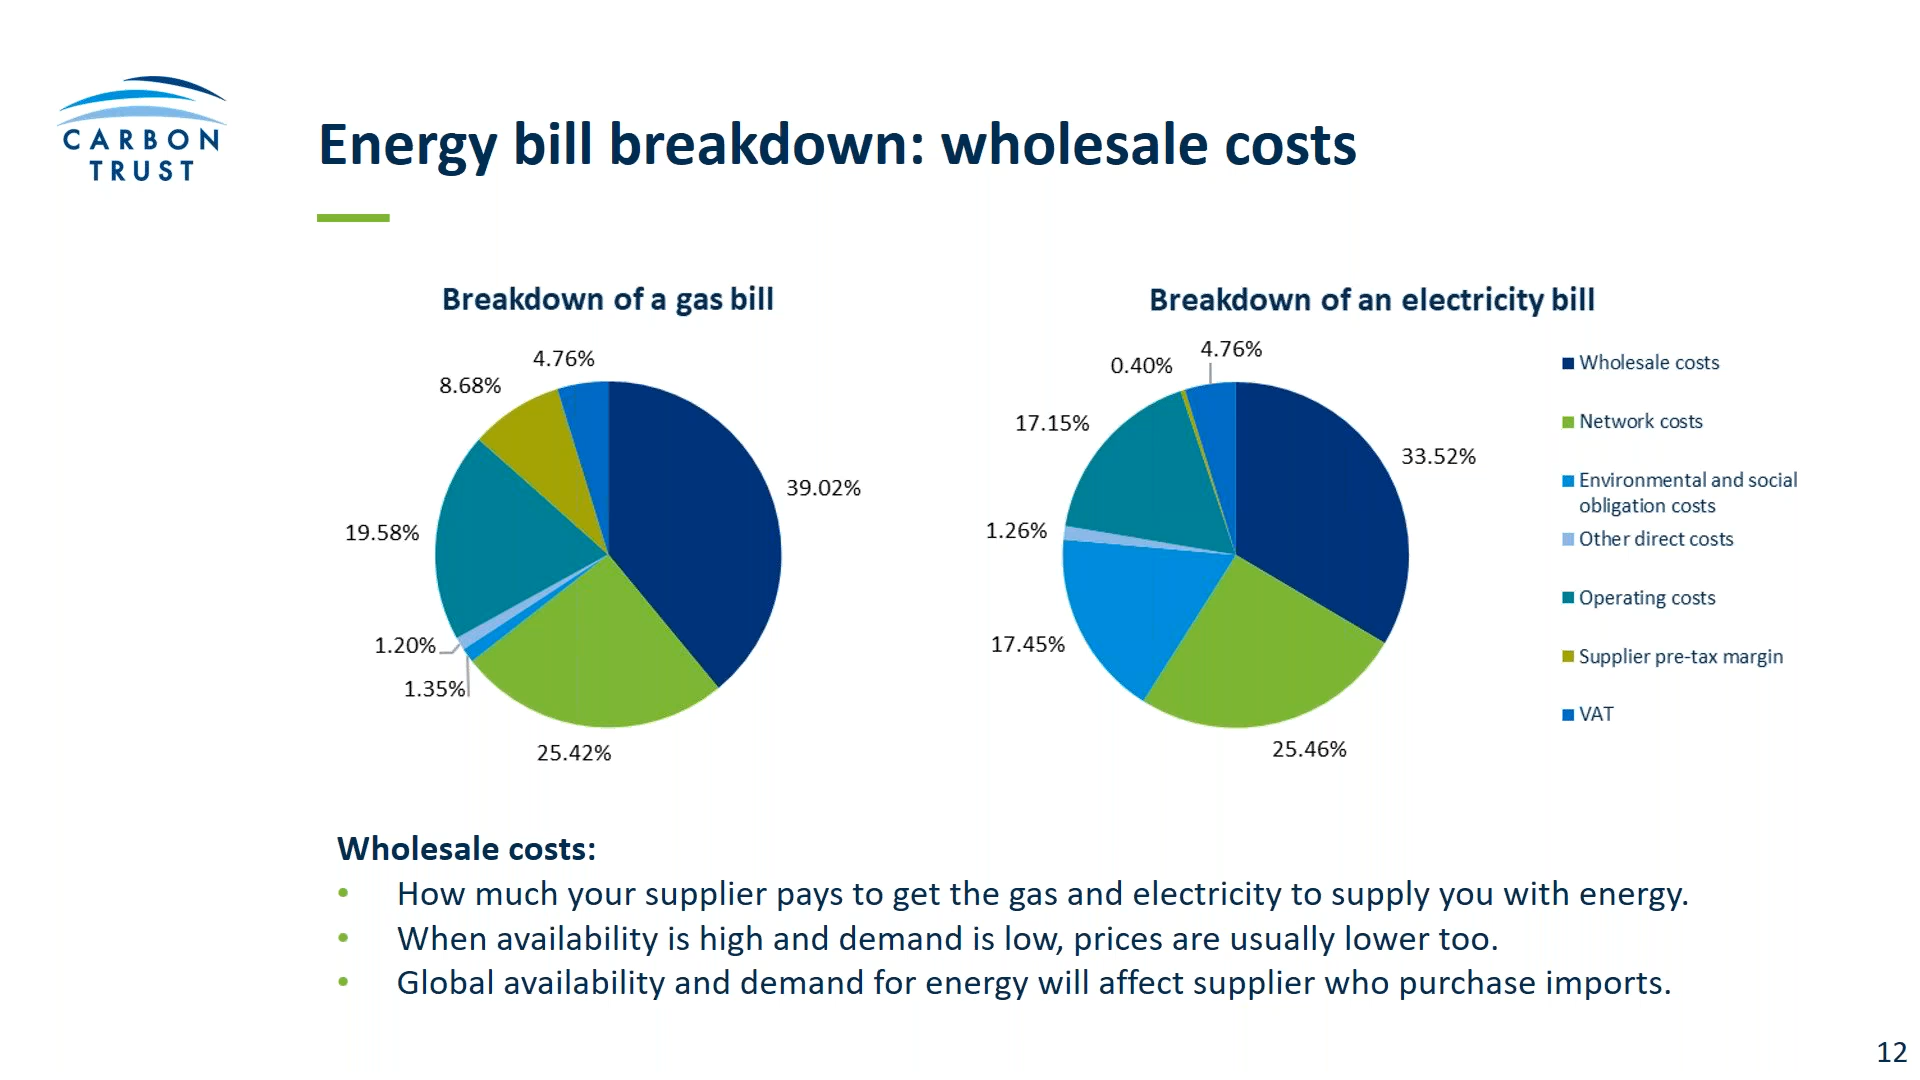 CARBON
TRUST
Energy bill breakdown: wholesale costs
Breakdown of a gas bill
4.76%
8.68%
39.02%
19.58%
1.20%
1.35%
25.42%
Breakdown of an electricity bill
4.76%
0.40%
17.15%
33.52%
1.26%
17.45%
25.46%
Wholesale costs
Network costs
Environmental and social
obligation costs
Other direct costs
Operating costs
Supplier pre-tax margin
VAT
Wholesale costs:
• How much your supplier pays to get the gas and electricity to supply you with energy.
• When availability is high and demand is low, prices are usually lower too.
• Global availability and demand for energy will affect supplier who purchase imports.
12